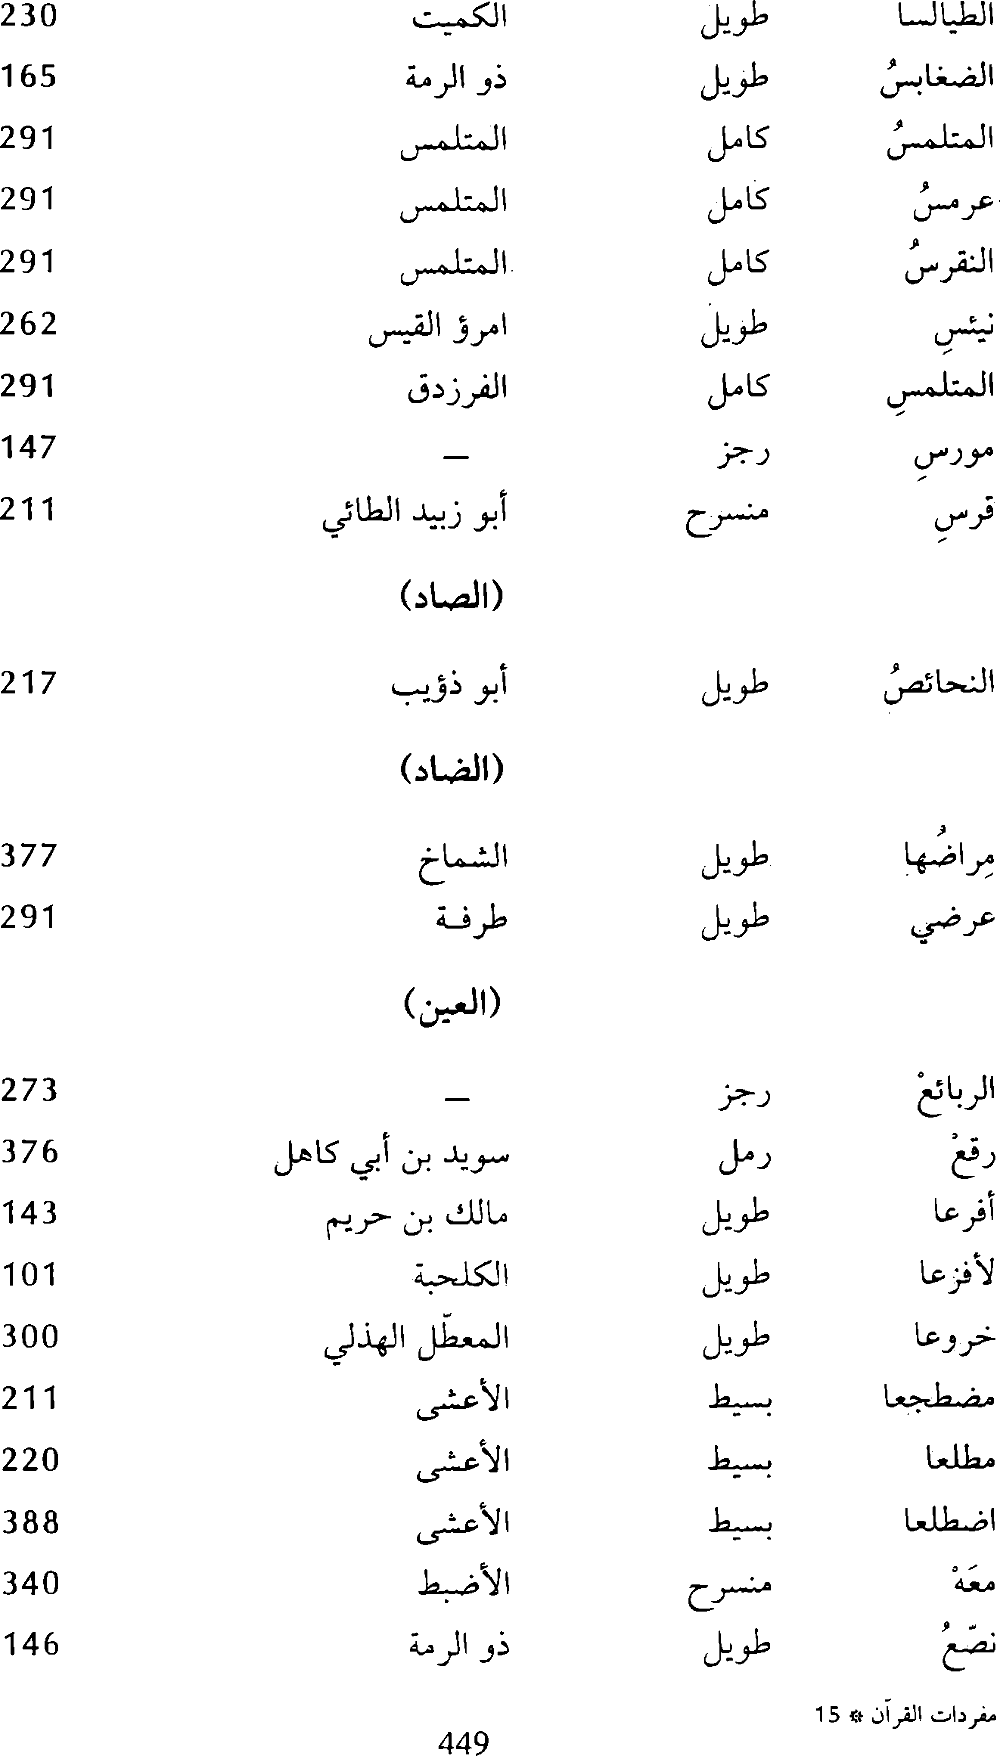 الطيالسا طويل الكميت 230
الضغابسُ طويل ذو الرمة 165
المتلمسُ كامل المتلمس 291
عرمسُ كامل المتلمس 291
النقرسُ كامل المتلمس 291
نيئسِ طويل امرؤ القيس 262
المتلمسِ كامل الفرزدق 291
مورسِ رجز — 147
قرسِ منسرح أبو زبيد الطائي 211
(الصاد)
النحائصُ طويل أبو ذؤيب 217
(الضاد)
مِراضُها طويل الشماخ 377
عرضي طويل طرفة 291
(العين)
الربائعْ رجز — 273
رقعْ رمل سويد بن أبي كاهل 376
أفرعا طويل مالك بن حريم 143
لأفزعا طويل الكلحبة 101
خروعا طويل المعطّل الهذلي 300
مضطجعا بسيط الأعشى 211
مطلعا بسيط الأعشى 220
اضطلعا بسيط الأعشى 388
معَهْ منسرح الأضبط 340
نصّعُ طويل ذو الرمة 146
مفردات القرآن * 15
449